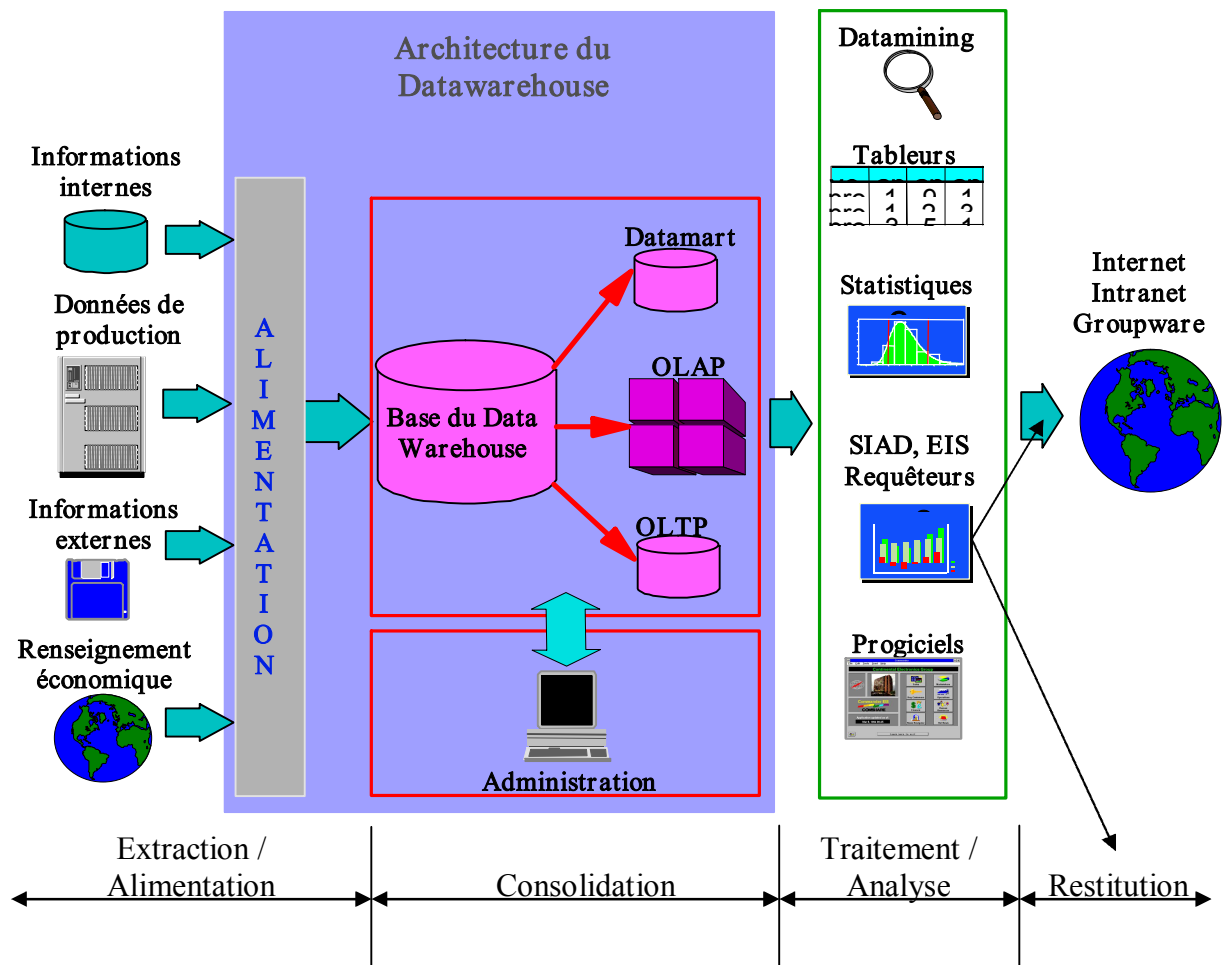 Architecture du
Datawarehouse
Informations
internes
Données de
production
Informations
externes
Renseignement
économique
ALIMENTATION
Base du Data
Warehouse
Datamart
OLAP
OLTP
Administration
Datamining
Tableurs
Statistiques
SIAD, EIS
Requêteurs
Progiciels
Internet
Intranet
Groupware
Extraction /
Alimentation
Consolidation
Traitement /
Analyse
Restitution